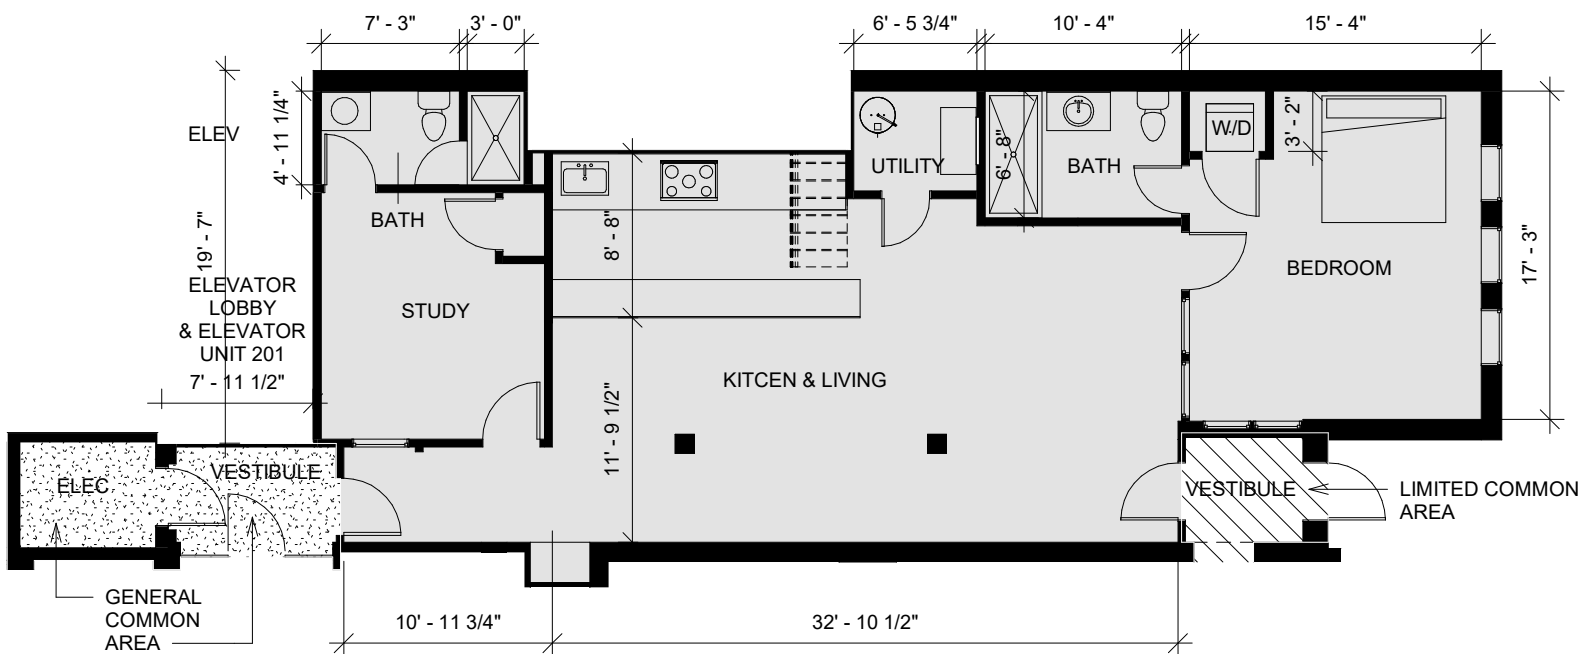 7' - 3"
3' - 0"
6' - 5 3/4"
10' - 4"
15' - 4"
4' - 11 1/4"
ELEV
BATH
19' - 7"
ELEVATOR
LOBBY
& ELEVATOR
UNIT 201
7' - 11 1/2"
STUDY
8' - 8"
11' - 9 1/2"
KITCEN & LIVING
UTILITY
6' - 8"
BATH
W/D
3' - 2"
BEDROOM
17' - 3"
ELEC
VESTIBULE
VESTIBULE
LIMITED COMMON
AREA
GENERAL
COMMON
AREA
10' - 11 3/4"
32' - 10 1/2"